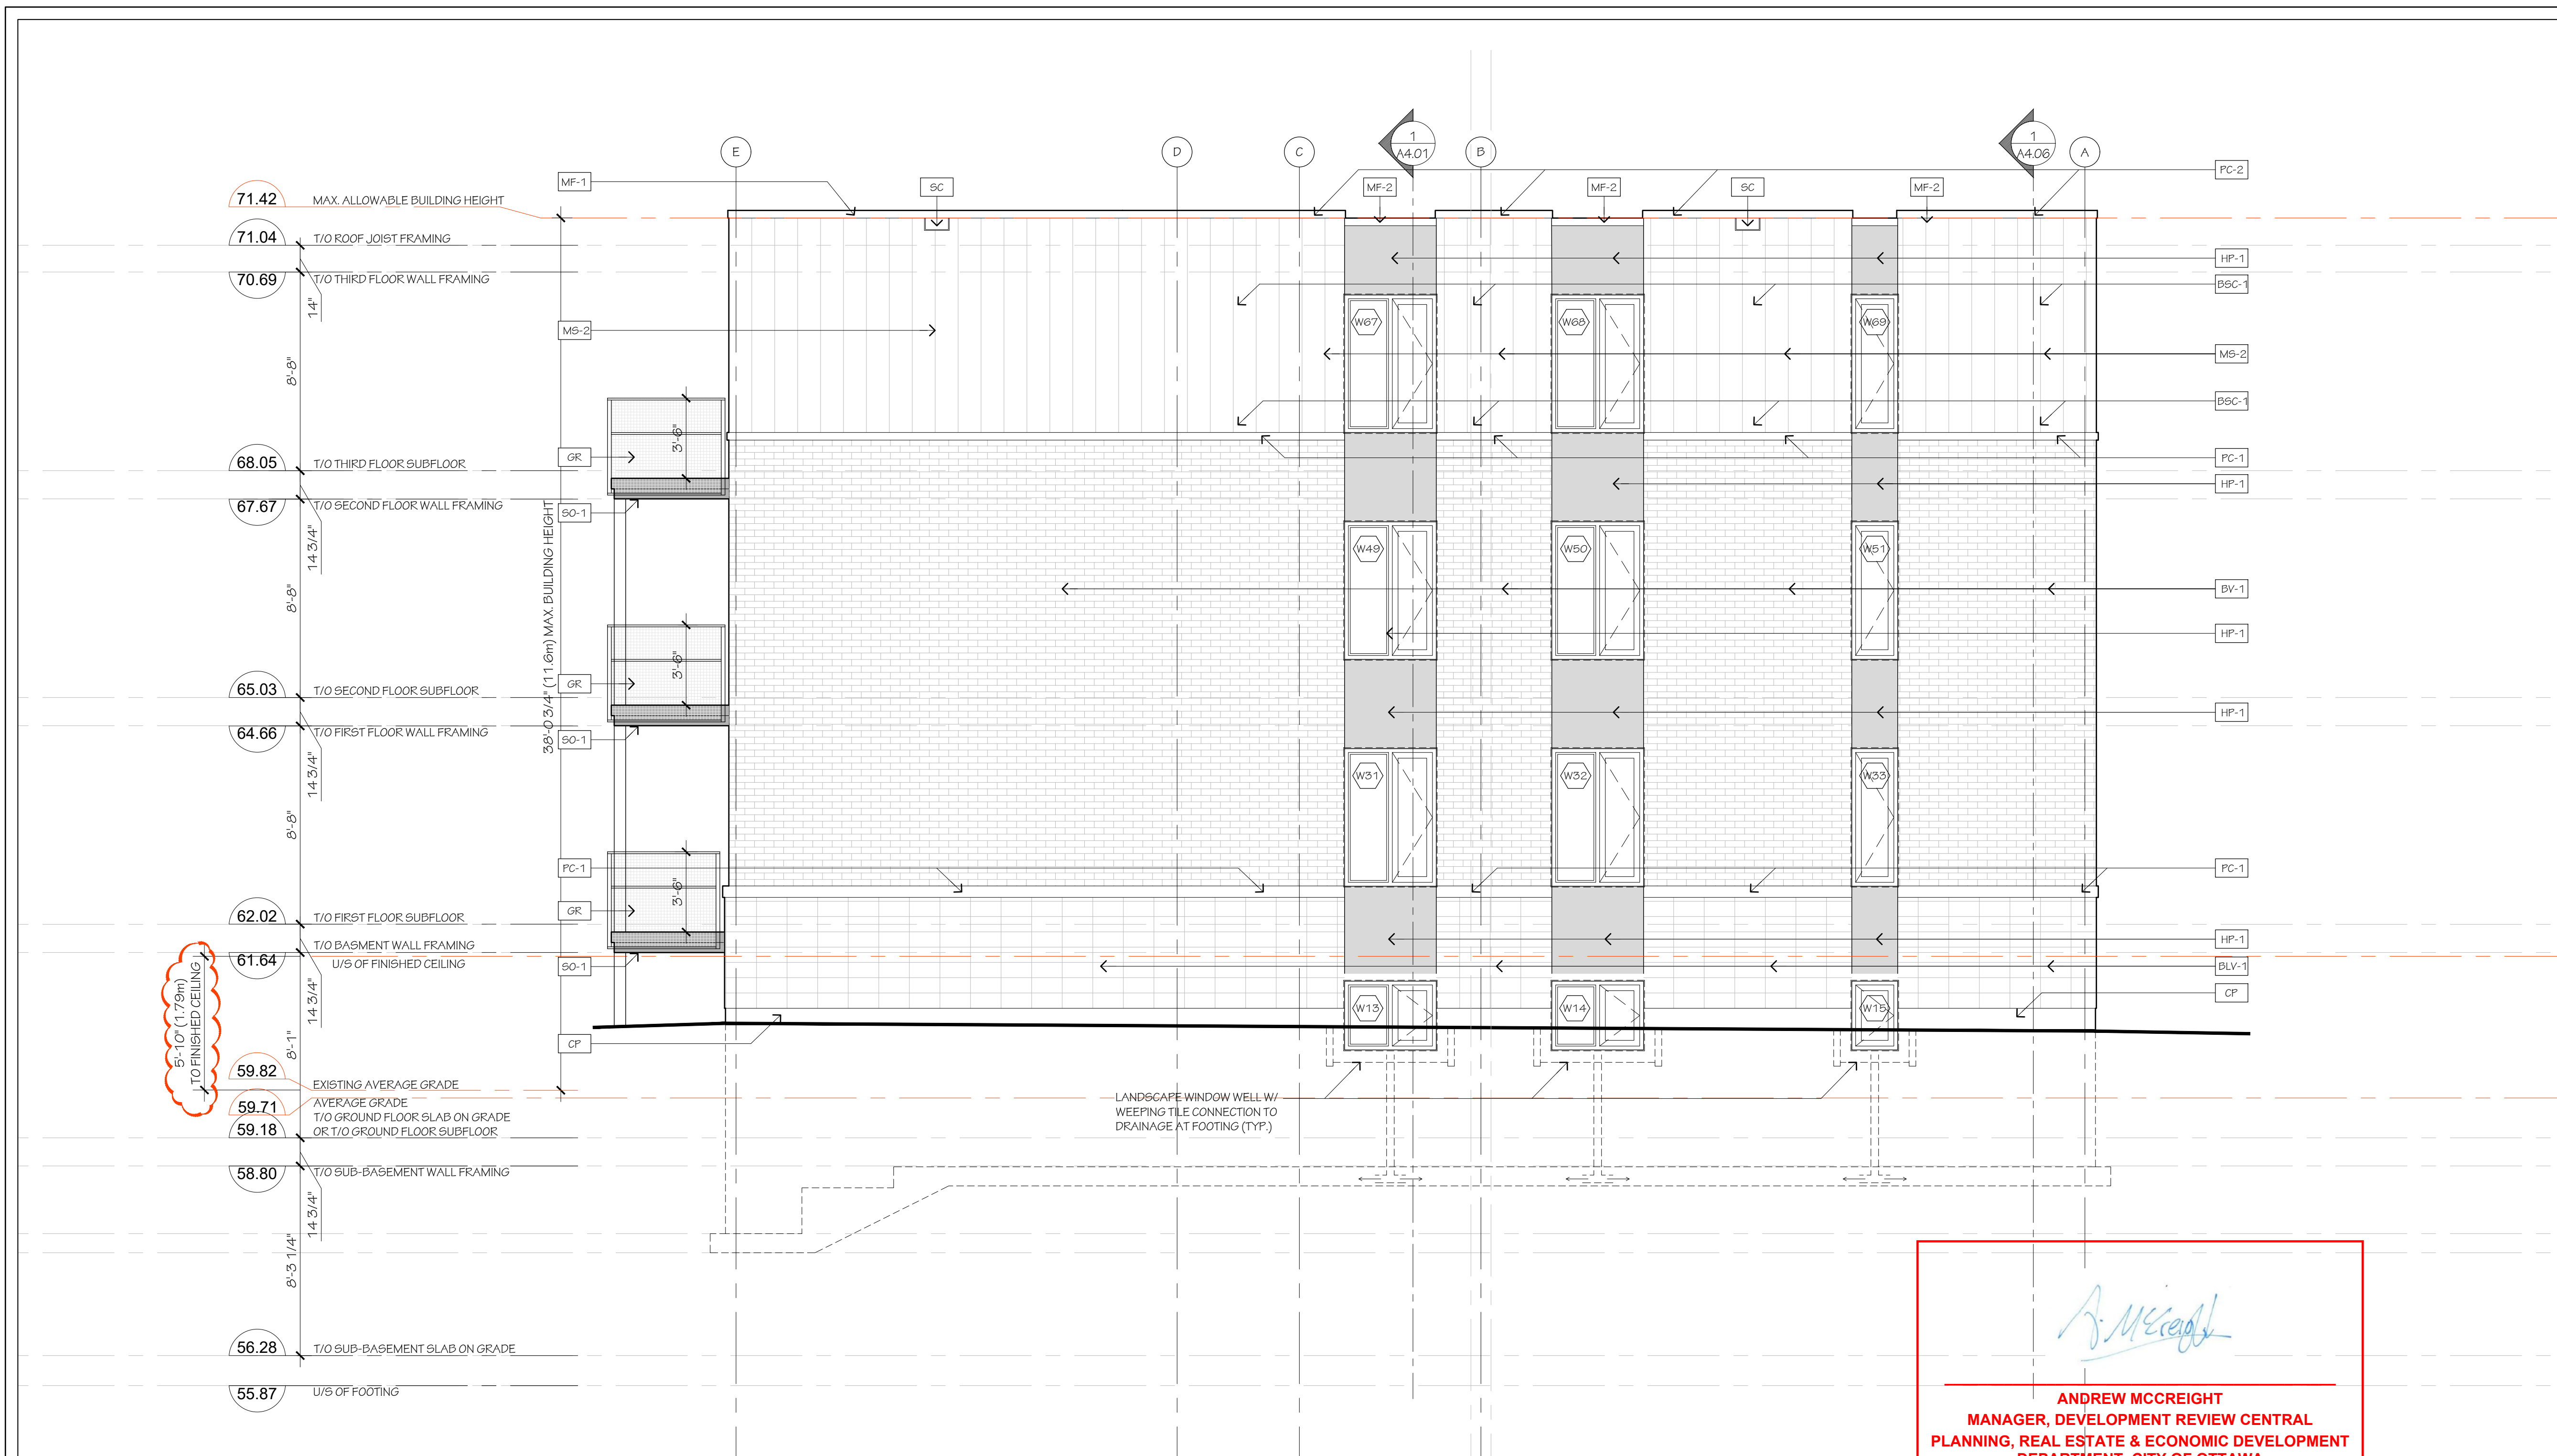 E
D
C
1
A4.01
B
1
A4.06
A
MF-1
SC
MF-2
MF-2
SC
MF-2
PC-2
71.42
MAX. ALLOWABLE BUILDING HEIGHT
71.04
T/O ROOF JOIST FRAMING
70.69
T/O THIRD FLOOR WALL FRAMING
14"
HP-1
BSC-1
MS-2
W67
W68
W69
MS-2
8'-8"
BSC-1
3'-6"
GR
68.05
T/O THIRD FLOOR SUBFLOOR
PC-1
HP-1
67.67
T/O SECOND FLOOR WALL FRAMING
SO-1
14 3/4"
38'-0 3/4" (11.6m) MAX. BUILDING HEIGHT
W49
W50
W51
8'-8"
BV-1
HP-1
3'-6"
GR
65.03
T/O SECOND FLOOR SUBFLOOR
HP-1
64.66
T/O FIRST FLOOR WALL FRAMING
SO-1
14 3/4"
W31
W32
W33
8'-8"
PC-1
PC-1
3'-6"
GR
62.02
T/O FIRST FLOOR SUBFLOOR
HP-1
T/O BASMENT WALL FRAMING
61.64
U/S OF FINISHED CEILING
SO-1
BLV-1
CP
5'-10" (1.79m)
TO FINISHED CEILING
14 3/4"
W13
W14
W15
8'-1"
CP
59.82
EXISTING AVERAGE GRADE
59.71
AVERAGE GRADE
T/O GROUND FLOOR SLAB ON GRADE
59.18
OR T/O GROUND FLOOR SUBFLOOR
LANDSCAPE WINDOW WELL W/
WEEPING TILE CONNECTION TO
DRAINAGE AT FOOTING (TYP.)
58.80
T/O SUB-BASEMENT WALL FRAMING
14 3/4"
8'-3 1/4"
56.28
T/O SUB-BASEMENT SLAB ON GRADE
55.87
U/S OF FOOTING
A. McCreight
ANDREW MCCREIGHT
MANAGER, DEVELOPMENT REVIEW CENTRAL
PLANNING, REAL ESTATE & ECONOMIC DEVELOPMENT
DEPARTMENT, CITY OF OTTAWA